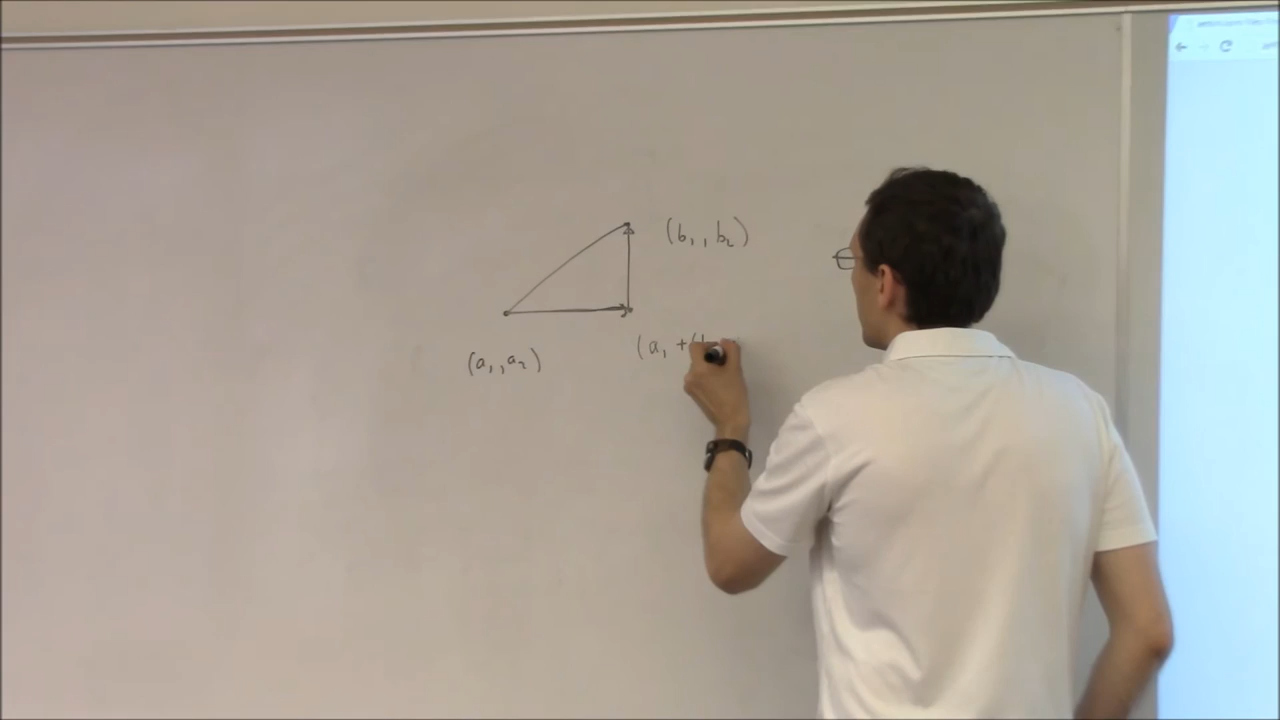 (b₁, b₂)
(a₁ + (b
(a₁, a₂)